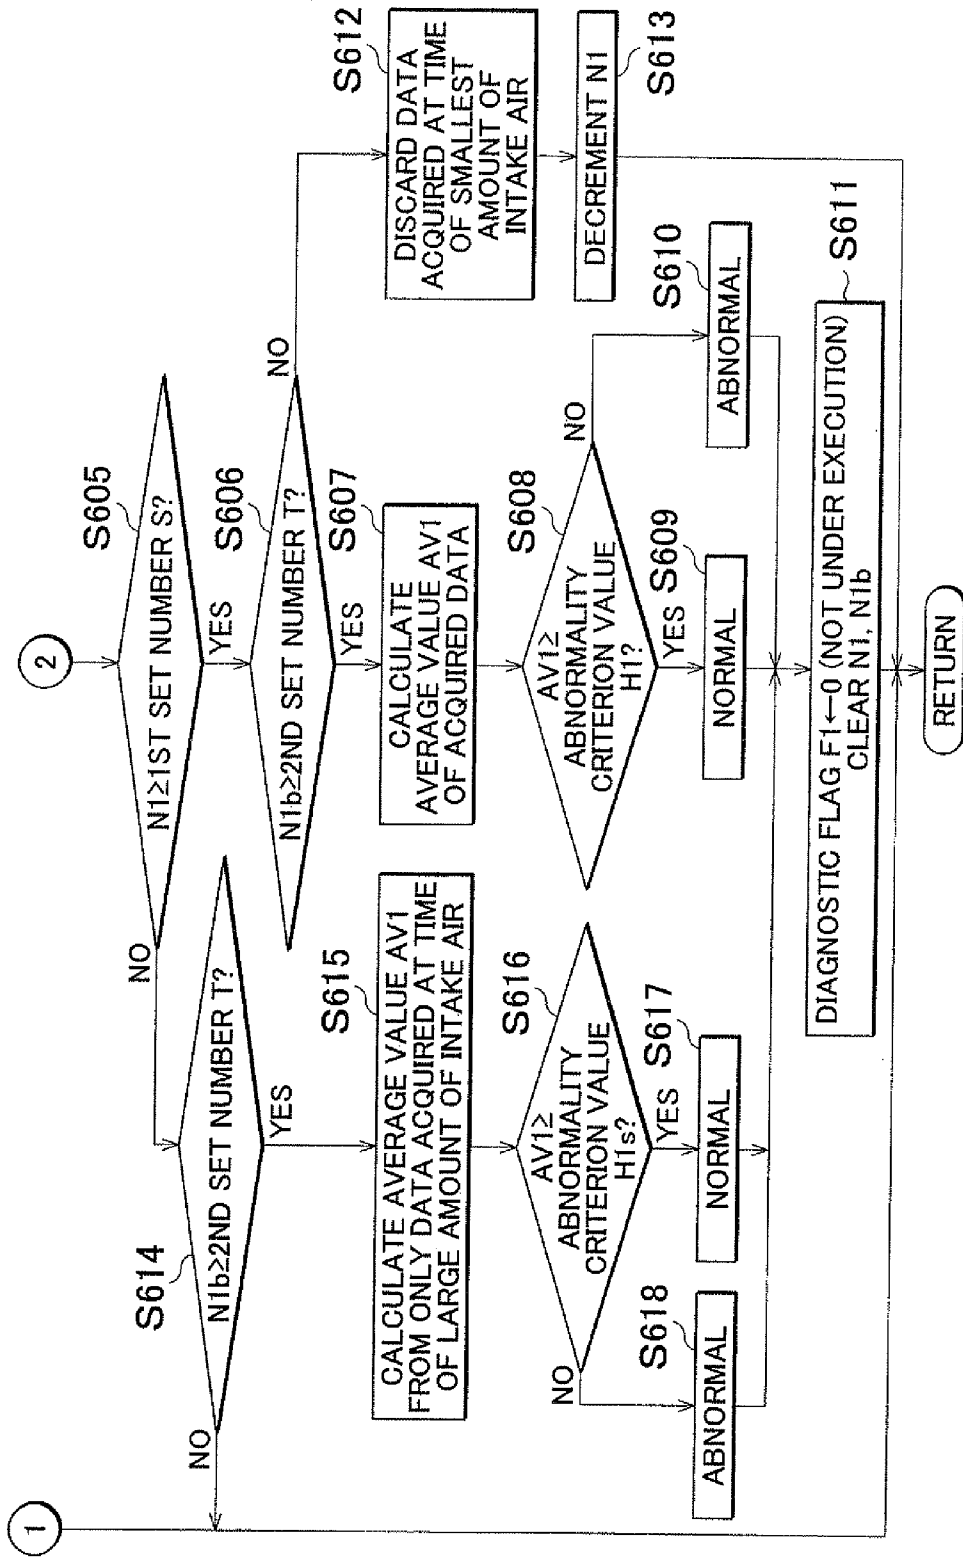 1
2
S605
N1≥1ST SET NUMBER S?
NO
YES
S614
N1b≥2ND SET NUMBER T?
NO
YES
S606
N1b≥2ND SET NUMBER T?
NO
YES
S615
CALCULATE AVERAGE VALUE AV1
FROM ONLY DATA ACQUIRED AT TIME
OF LARGE AMOUNT OF INTAKE AIR
S607
CALCULATE
AVERAGE VALUE AV1
OF ACQUIRED DATA
S612
DISCARD DATA
ACQUIRED AT TIME
OF SMALLEST
AMOUNT OF
INTAKE AIR
S616
AV1≥
ABNORMALITY
CRITERION VALUE
H1s?
NO
YES
S608
AV1≥
ABNORMALITY
CRITERION VALUE
H1?
NO
YES
S613
DECREMENT N1
S618
ABNORMAL
S617
NORMAL
S609
NORMAL
S610
ABNORMAL
S611
DIAGNOSTIC FLAG F1←0 (NOT UNDER EXECUTION)
CLEAR N1, N1b
RETURN